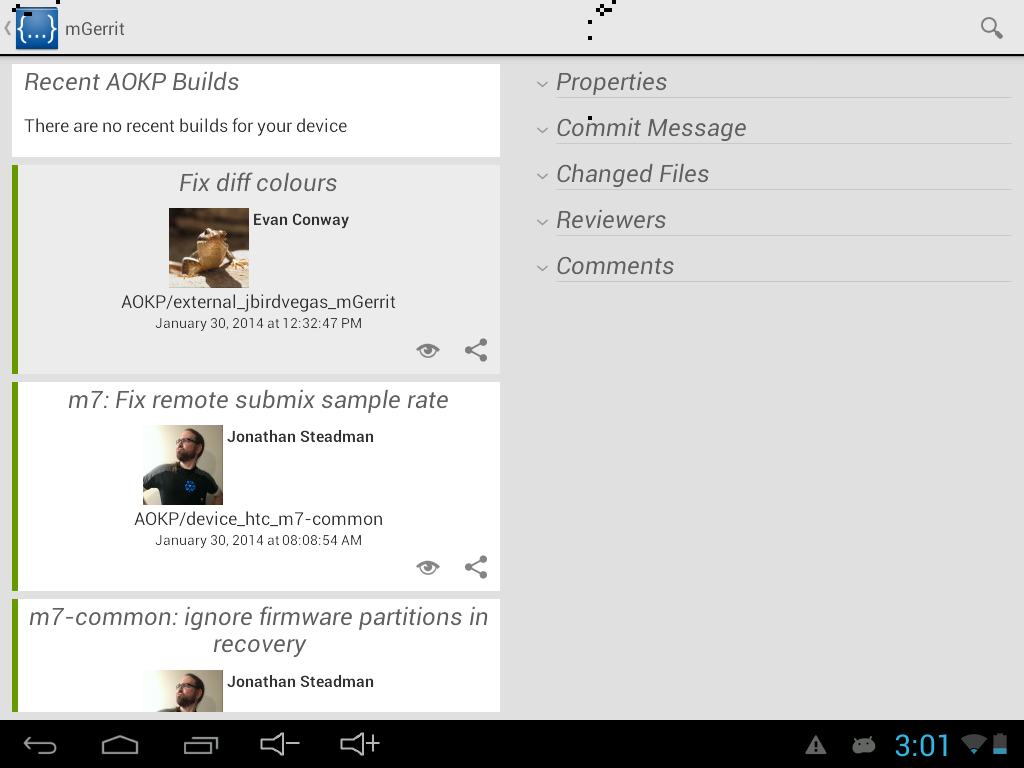 {...} mGerrit
Recent AOKP Builds
There are no recent builds for your device
Fix diff colours
Evan Conway
AOKP/external_jbirdvegas_mGerrit
January 30, 2014 at 12:32:47 PM
m7: Fix remote submix sample rate
Jonathan Steadman
AOKP/device_htc_m7-common
January 30, 2014 at 08:08:54 AM
m7-common: ignore firmware partitions in
recovery
Jonathan Steadman
Properties
Commit Message
Changed Files
Reviewers
Comments
3:01